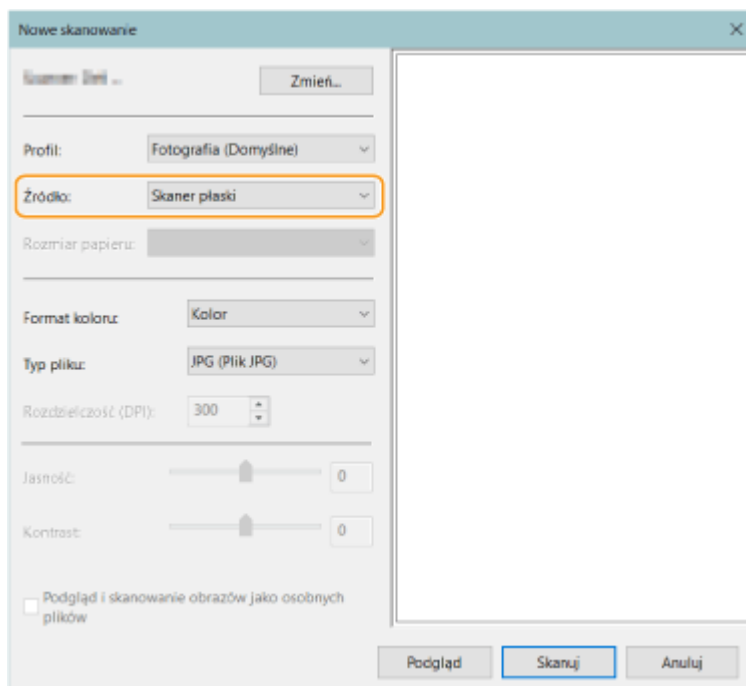 Nowe skanowanie
Zmień...
Profil: Fotografia (Domyślne)
Źródło: Skaner płaski
Rozmiar papieru:
Format koloru: Kolor
Typ pliku: JPG (Plik JPG)
Rozdzielczość (DPI): 300
Jasność: 0
Kontrast: 0
Podgląd i skanowanie obrazów jako osobnych
plików
Podgląd Skanuj Anuluj